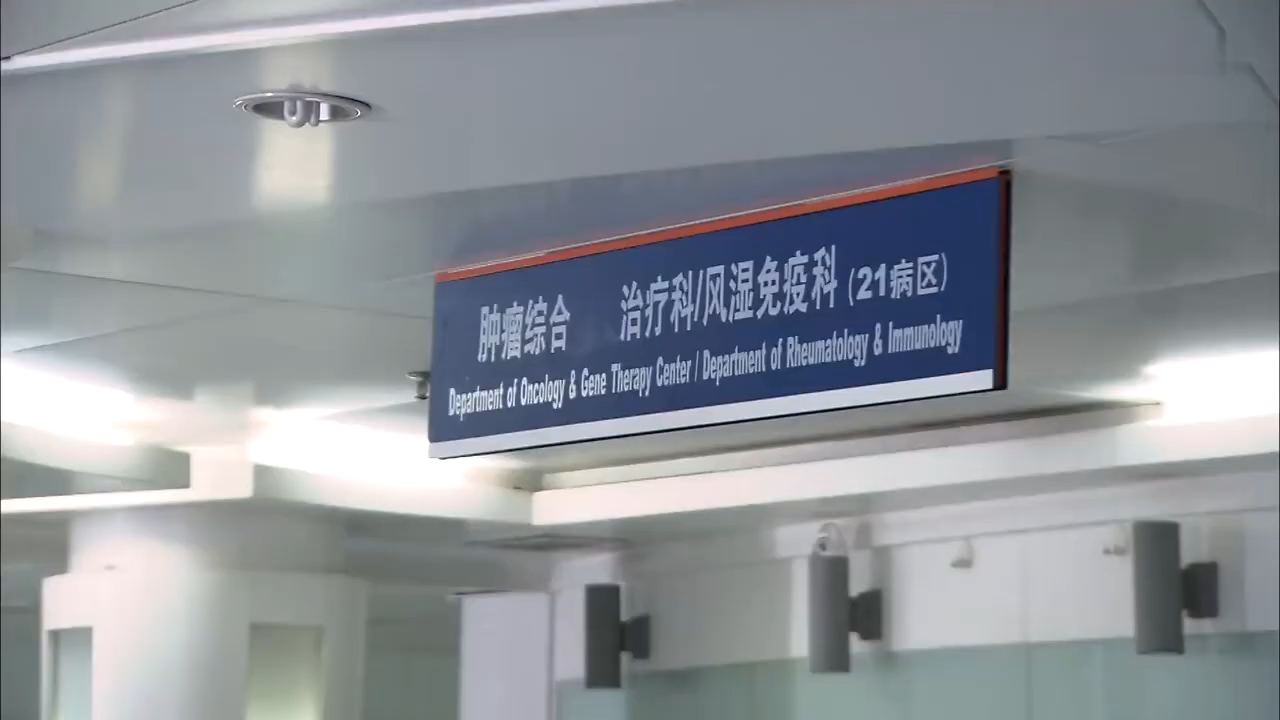 肿瘤综合 治疗科/风湿免疫科 (21病区)
Department of Oncology & Gene Therapy Center / Department of Rheumatology & Immunology